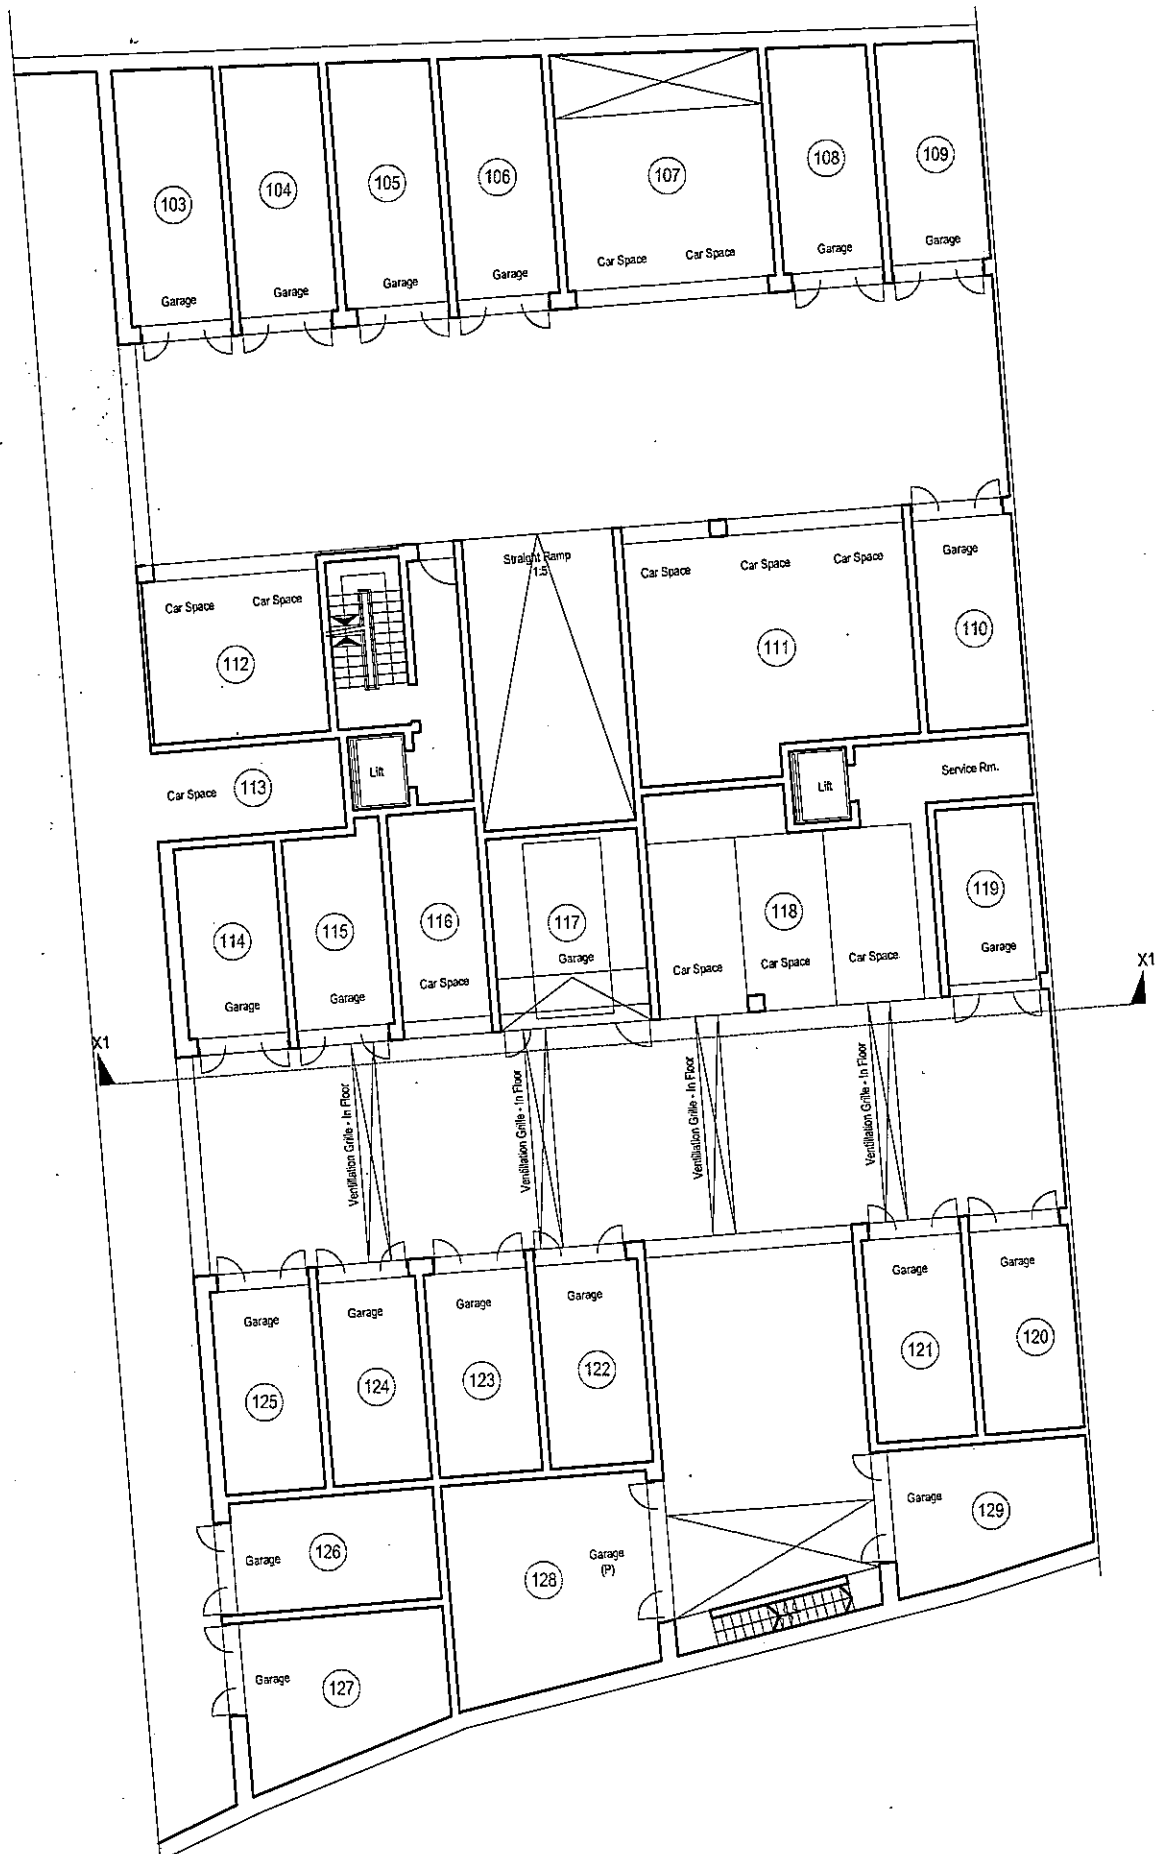 103
104
105
106
107
108
109
Garage
Garage
Garage
Garage
Car Space
Car Space
Garage
Garage
Straight Ramp
1:5
Car Space
Car Space
112
Car Space
Car Space
Car Space
111
Garage
110
Car Space
113
Lift
Lift
Service Rm.
114
Garage
115
Garage
116
Car Space
117
Garage
118
Car Space
Car Space
Car Space
119
Garage
X1
X1
Ventillation Grille - In Floor
Ventillation Grille - In Floor
Ventillation Grille - In Floor
Ventillation Grille - In Floor
Garage
125
Garage
124
Garage
123
Garage
122
Garage
121
Garage
120
Garage
126
Garage
127
128
Garage
(P)
Garage
129